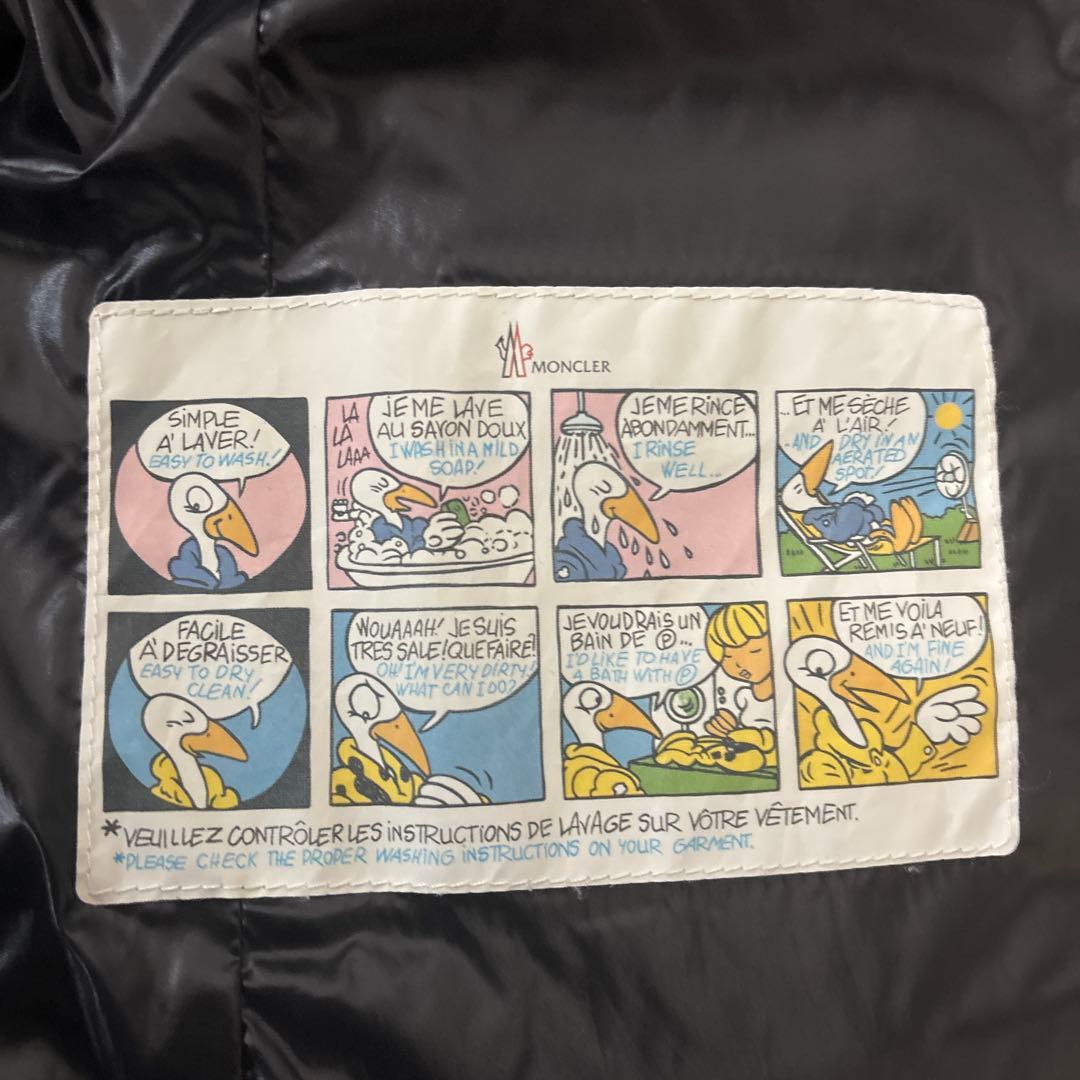 MONCLER
SIMPLE
A' LAVER!
EASY TO WASH!
LA
LA
LAAA
JE ME LAVE
AU SAVON DOUX
I WASH IN A MILD
SOAP!
JE ME RINCE
ABONDAMMENT...
I RINSE
WELL...
...ET ME SÈCHE
A' L'AIR!
...AND DRY IN AN
AERATED
SPOT!
FACILE
A' DEGRAISSER
EASY TO DRY
CLEAN!
WOUAAAH! JE SUIS
TRES SALE! QUE FAIRE?
OH! I'M VERY DIRTY!
WHAT CAN I DO?
JE VOUDRAIS UN
BAIN DE Ⓟ...
I'D LIKE TO HAVE
A BATH WITH Ⓟ
ET ME VOILA
REMIS A' NEUF!
AND I'M FINE
AGAIN!
*VEUILLEZ CONTRÔLER LES INSTRUCTIONS DE LAVAGE SUR VÔTRE VÊTEMENT.
*PLEASE CHECK THE PROPER WASHING INSTRUCTIONS ON YOUR GARMENT.